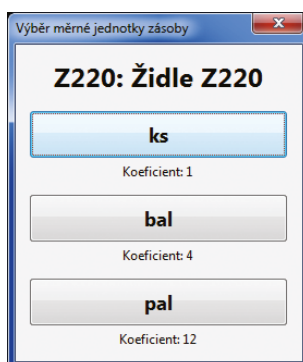 Výběr měrné jednotky zásoby
Z220: Židle Z220
ks
Koeficient: 1
bal
Koeficient: 4
pal
Koeficient: 12